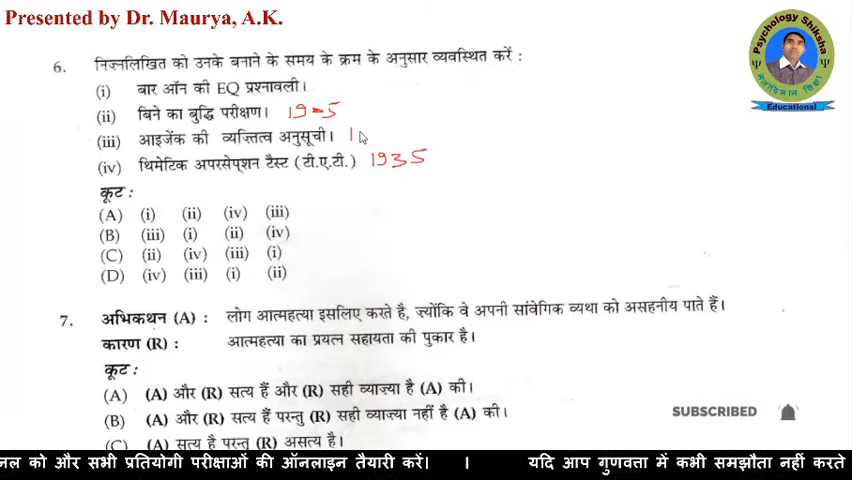 Presented by Dr. Maurya, A.K.
Psychology Shiksha
मनोविज्ञान शिक्षा
Educational
6. निज्नलिखित को उनके बनाने के समय के क्रम के अनुसार व्यवस्थित करें :
(i) बार ऑन की EQ प्रश्नावली।
(ii) बिने का बुद्धि परीक्षण। 19-5
(iii) आइजेंक की व्यज्तित्व अनुसूची। 1
(iv) थिमेटिक अपरसेप्शन टैस्ट (टी.ए.टी.) 1935
कूट :
(A) (i) (ii) (iv) (iii)
(B) (iii) (i) (ii) (iv)
(C) (ii) (iv) (iii) (i)
(D) (iv) (iii) (i) (ii)
7. अभिकथन (A) : लोग आत्महत्या इसलिए करते है, ज्योंकि वे अपनी सांवेगिक व्यथा को असहनीय पाते हैं।
कारण (R) : आत्महत्या का प्रयत्न सहायता की पुकार है।
कूट :
(A) (A) और (R) सत्य हैं और (R) सही व्याज़्या है (A) की।
(B) (A) और (R) सत्य हैं परन्तु (R) सही व्याज़्या नहीं है (A) की।
(C) (A) सत्य है परन्तु (R) असत्य है।
SUBSCRIBED
नल को और सभी प्रतियोगी परीक्षाओं की ऑनलाइन तैयारी करें। । यदि आप गुणवत्ता में कभी समझौता नहीं करते